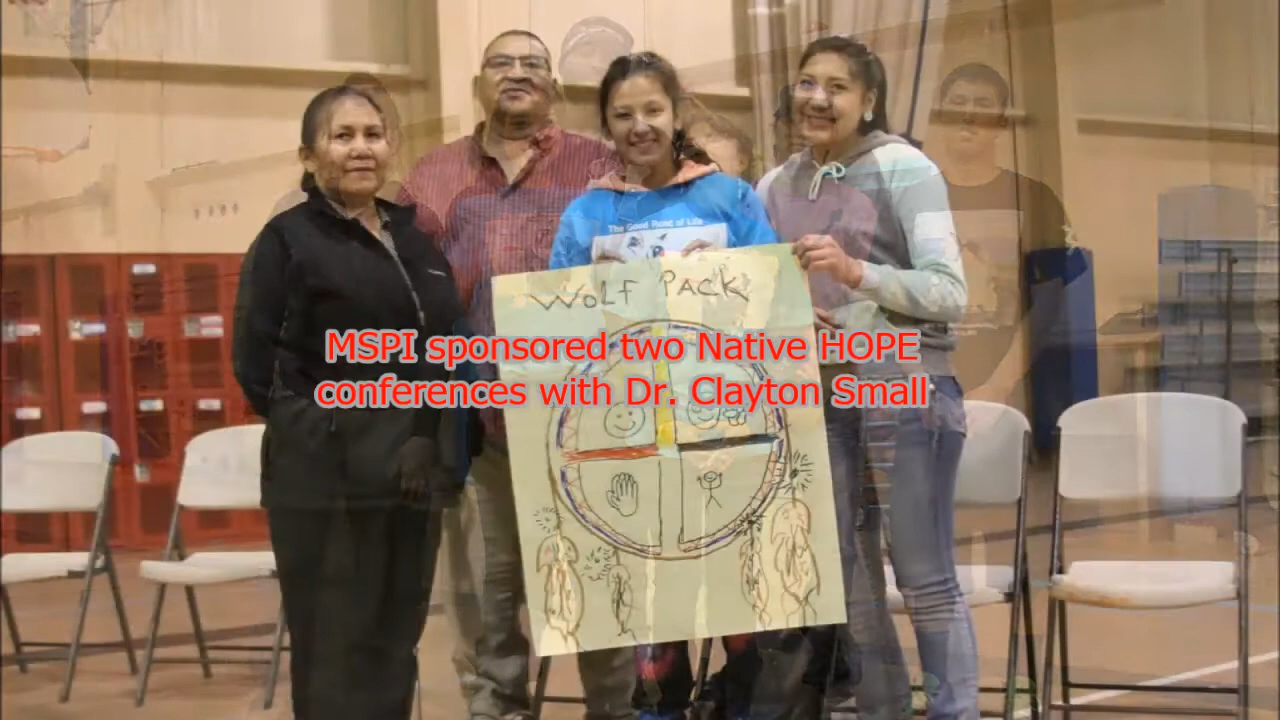 The Good Road of Life
WOLF PACK
MSPI sponsored two Native HOPE
conferences with Dr. Clayton Small